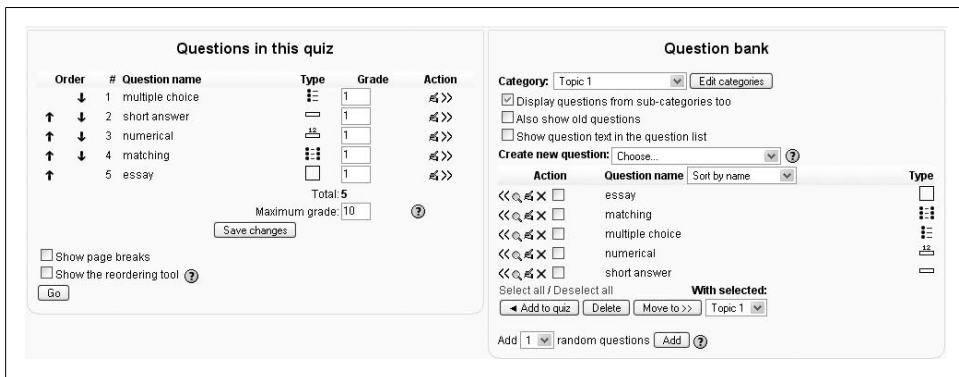 Questions in this quiz
Order # Question name Type Grade Action
1 multiple choice 1
2 short answer 1
3 numerical 12 1
4 matching 1
5 essay 1
Total: 5
Maximum grade: 10 ?
Save changes
Show page breaks
Show the reordering tool ?
Go
Question bank
Category: Topic 1 Edit categories
Display questions from sub-categories too
Also show old questions
Show question text in the question list
Create new question: Choose... ?
Action Question name Sort by name Type
essay
matching
multiple choice
numerical 12
short answer
Select all / Deselect all With selected:
◄ Add to quiz Delete Move to >> Topic 1
Add 1 random questions Add ?